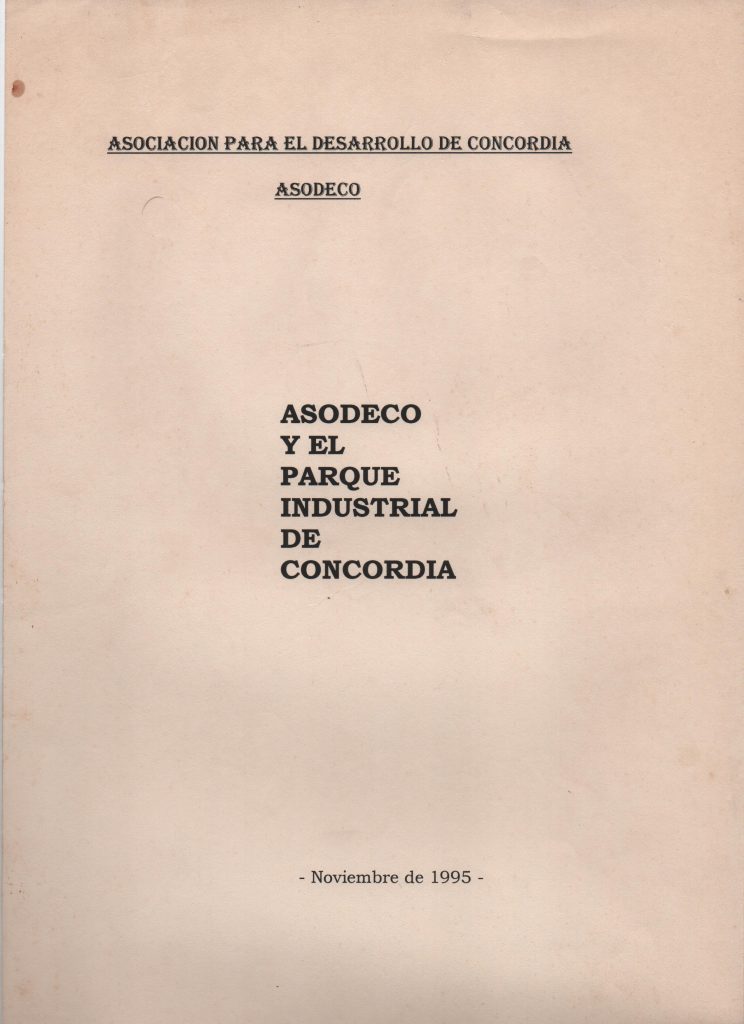 ASOCIACION PARA EL DESARROLLO DE CONCORDIA
ASODECO
ASODECO
Y EL
PARQUE
INDUSTRIAL
DE
CONCORDIA
- Noviembre de 1995 -